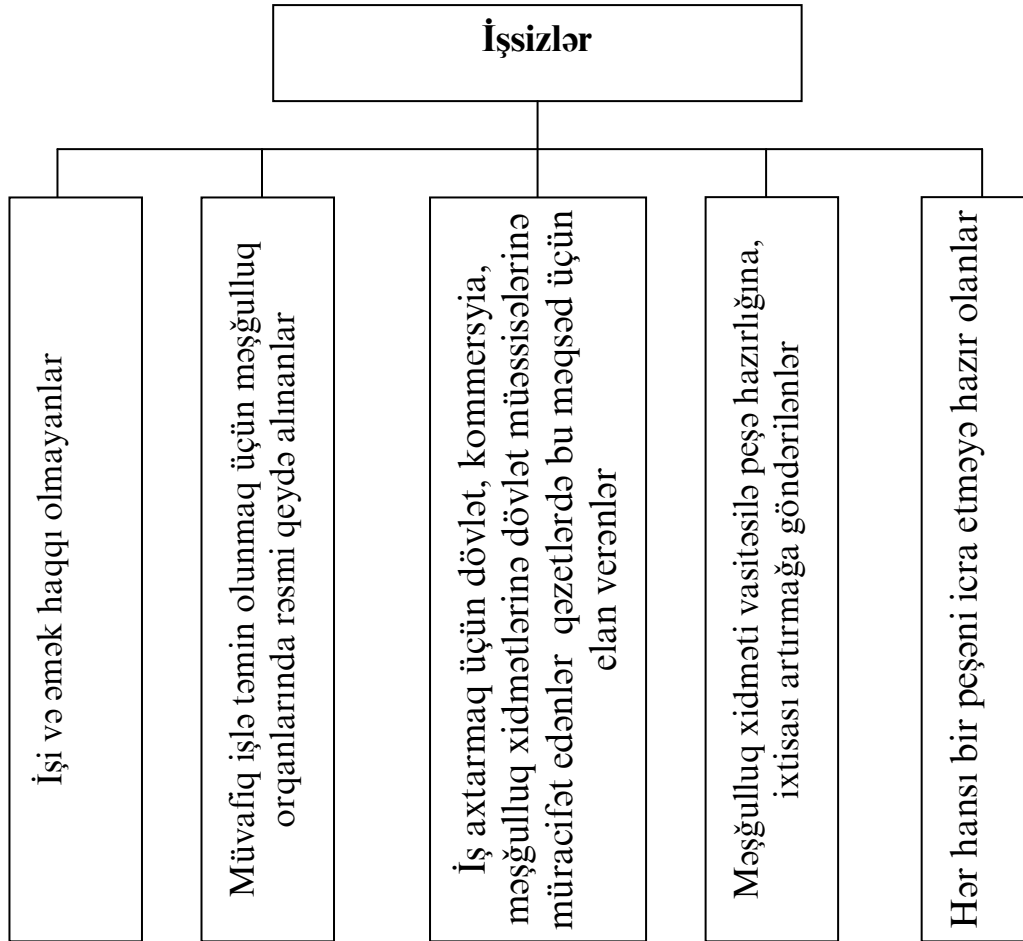 İşsizlər
İşi və əmək haqqı olmayanlar
Müvafiq işlə təmin olunmaq üçün məşğulluq
orqanlarında rəsmi qeydə alınanlar
İş axtarmaq üçün dövlət, kommersyia,
məşğulluq xidmətlərinə dövlət müəssisələrinə
müraciət edənlər qəzetlərdə bu məqsəd üçün
elan verənlər
Məşğulluq xidməti vasitəsilə peşə hazırlığına,
ixtisası artırmağa göndərilənlər
Hər hansı bir peşəni icra etməyə hazır olanlar